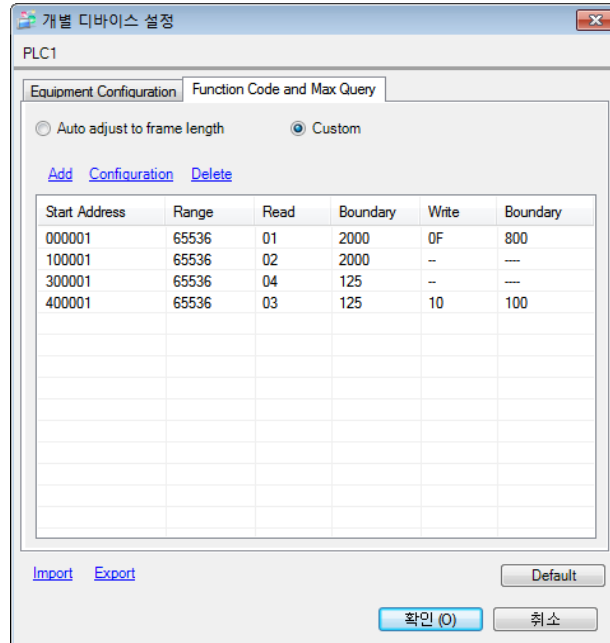 개별 디바이스 설정
PLC1
Equipment Configuration Function Code and Max Query
Auto adjust to frame length Custom
Add Configuration Delete
Start Address Range Read Boundary Write Boundary
000001 65536 01 2000 0F 800
100001 65536 02 2000 -- ----
300001 65536 04 125 -- ----
400001 65536 03 125 10 100
Import Export Default
확인 (O) 취소